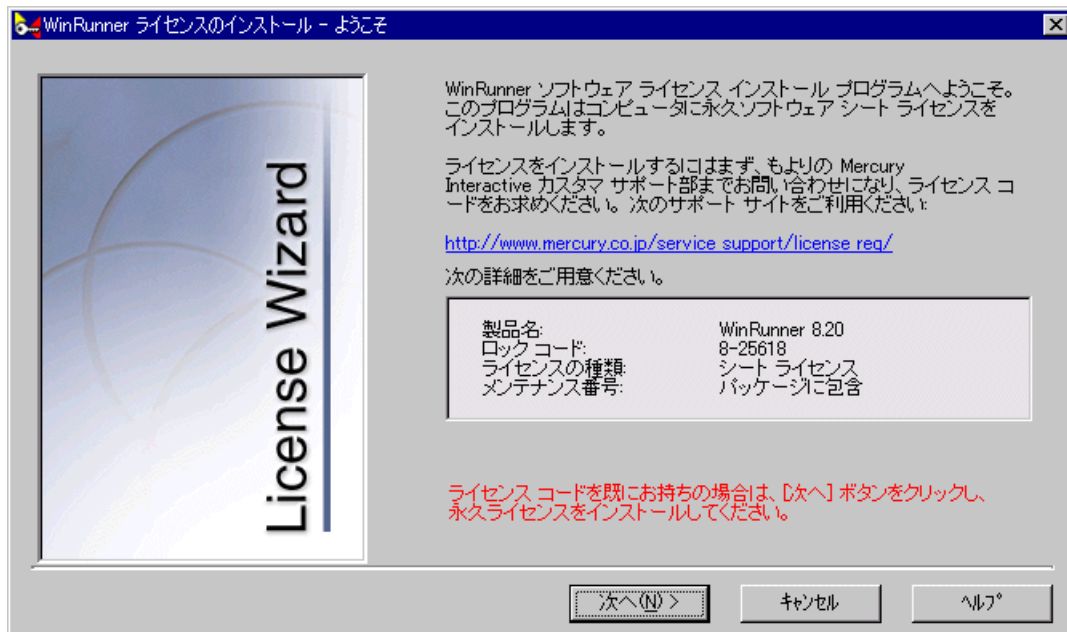 WinRunner ライセンスのインストール - ようこそ
License Wizard
WinRunner ソフトウェア ライセンス インストール プログラムへようこそ。
このプログラムはコンピュータに永久ソフトウェア シート ライセンスを
インストールします。
ライセンスをインストールするにはまず、もよりの Mercury
Interactive カスタマ サポート部までお問い合わせになり、ライセンス コ
ードをお求めください。次のサポート サイトをご利用ください:
http://www.mercury.co.jp/service support/license req/
次の詳細をご用意ください。
製品名: WinRunner 8.20
ロック コード: 8-25618
ライセンスの種類: シート ライセンス
メンテナンス番号: パッケージに包含
ライセンス コードを既にお持ちの場合は、[次へ] ボタンをクリックし、
永久ライセンスをインストールしてください。
次へ(N) >
キャンセル
ヘルプ